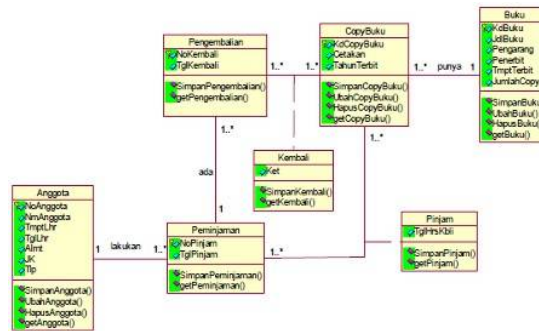 Buku
KdBuku
JdlBuku
Pengarang
Penerbit
TmptTerbit
JumlahCopy
SimpanBuku
UbahBuku()
HapusBuku()
getBuku()
CopyBuku
KdCopyBuku
Cetakan
TahunTerbit
SimpanCopyBuku()
UbahCopyBuku()
HapusCopyBuku()
getCopyBuku()
1..*
punya
1
Pengembalian
NoKembali
TglKembali
SimpanPengembalian()
getPengembalian()
1..*
1..*
1..*
1..*
Kembali
Ket
SimpanKembali()
getKembali()
ada
1
Anggota
NoAnggota
NmAnggota
TmptLhr
TglLhr
Almt
JK
Tlp
SimpanAnggota()
UbahAnggota()
HapusAnggota()
getAnggota()
1
lakukan
1..*
Peminjaman
NoPinjam
TglPinjam
SimpanPeminjaman()
getPeminjaman()
1..*
Pinjam
TglHrsKbli
SimpanPinjam()
getPinjam()